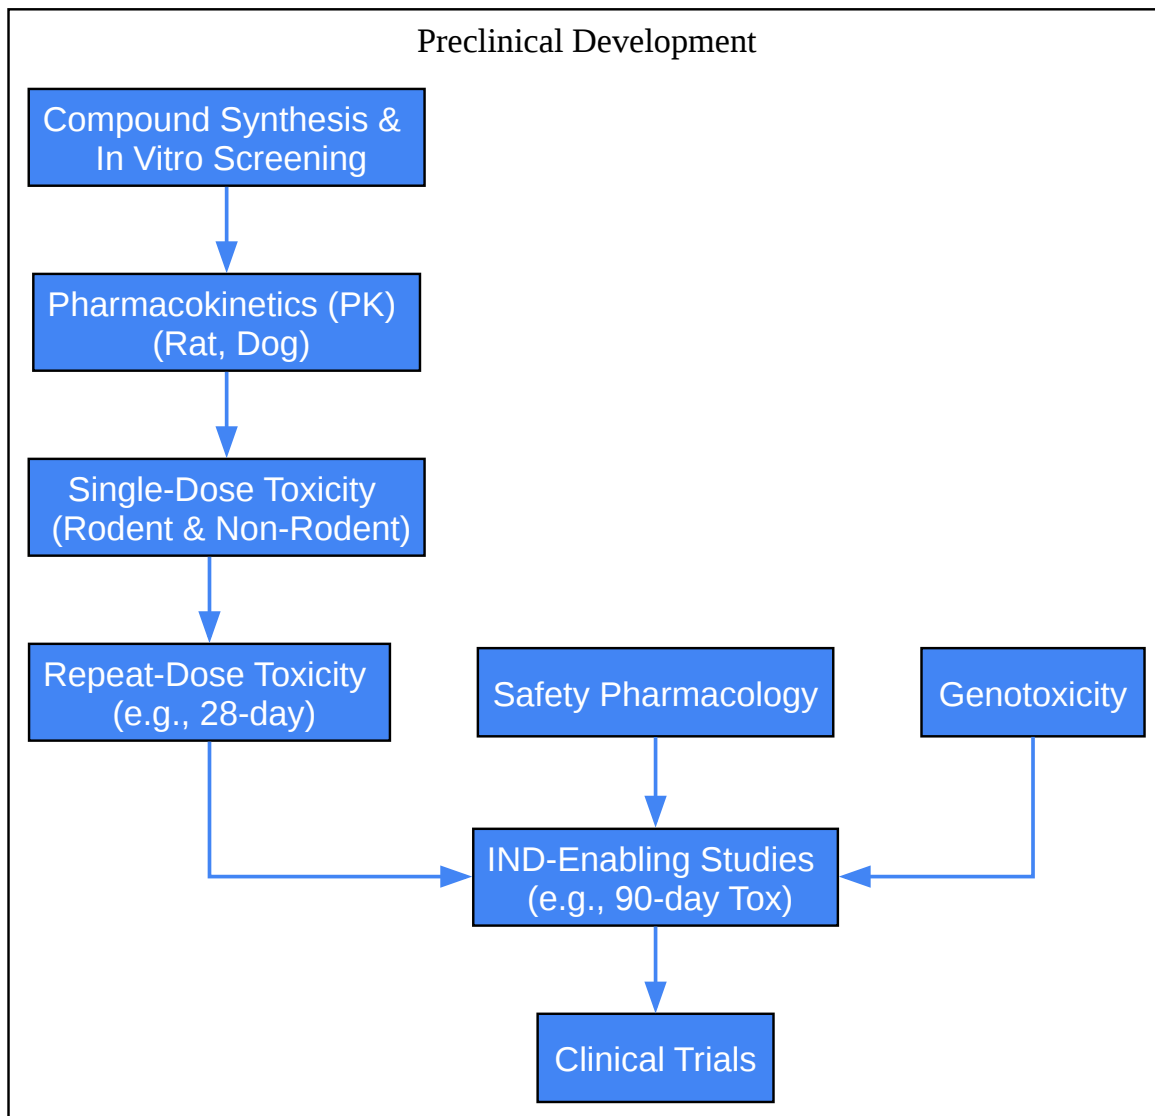 Preclinical Development
Compound Synthesis &
In Vitro Screening
Pharmacokinetics (PK)
(Rat, Dog)
Single-Dose Toxicity
(Rodent & Non-Rodent)
Repeat-Dose Toxicity
(e.g., 28-day)
Safety Pharmacology
Genotoxicity
IND-Enabling Studies
(e.g., 90-day Tox)
Clinical Trials